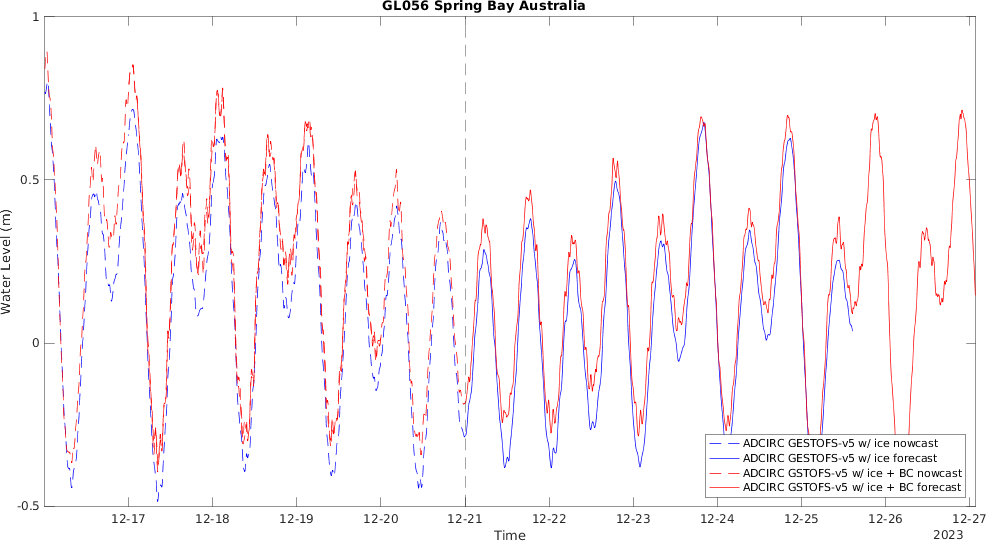 GL056 Spring Bay Australia
1
0.5
0
-0.5
Water Level (m)
12-17 12-18 12-19 12-20 12-21 12-22 12-23 12-24 12-25 12-26 12-27
Time
2023
ADCIRC GESTOFS-v5 w/ ice nowcast
ADCIRC GESTOFS-v5 w/ ice forecast
ADCIRC GSTOFS-v5 w/ ice + BC nowcast
ADCIRC GSTOFS-v5 w/ ice + BC forecast